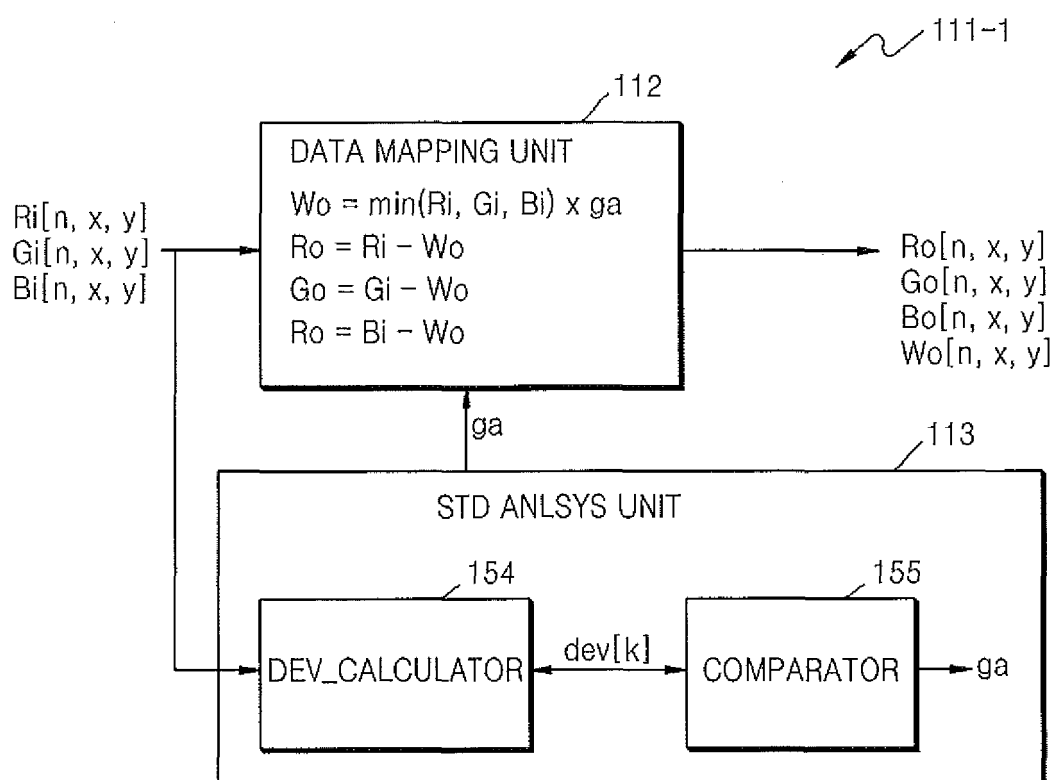 111-1
112
DATA MAPPING UNIT
Wo = min(Ri, Gi, Bi) x ga
Ro = Ri - Wo
Go = Gi - Wo
Ro = Bi - Wo
Ri[n, x, y]
Gi[n, x, y]
Bi[n, x, y]
Ro[n, x, y]
Go[n, x, y]
Bo[n, x, y]
Wo[n, x, y]
ga
113
STD ANLSYS UNIT
154
DEV_CALCULATOR
dev[k]
155
COMPARATOR
ga